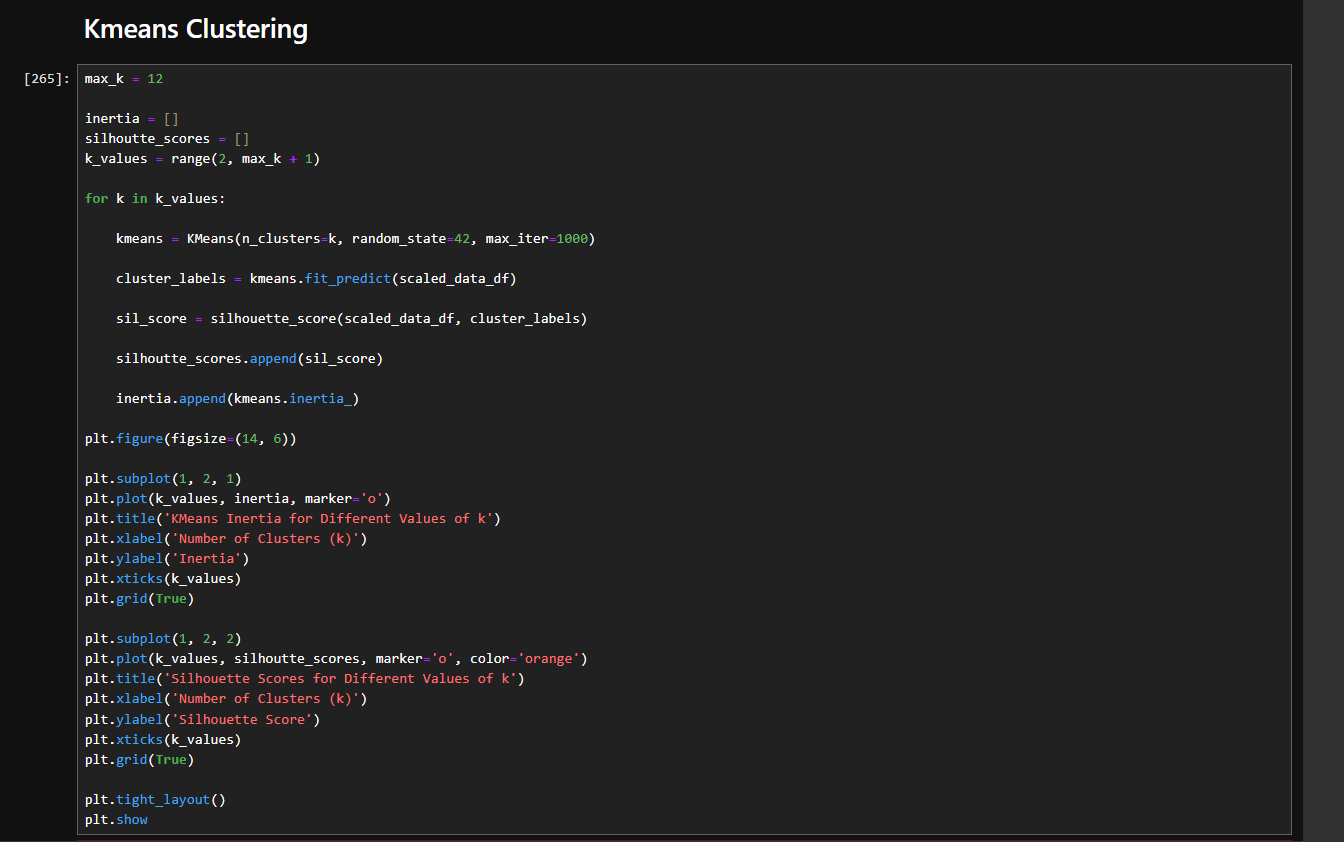 Kmeans Clustering
[265]:
max_k = 12
inertia = []
silhoutte_scores = []
k_values = range(2, max_k + 1)
for k in k_values:
kmeans = KMeans(n_clusters=k, random_state=42, max_iter=1000)
cluster_labels = kmeans.fit_predict(scaled_data_df)
sil_score = silhouette_score(scaled_data_df, cluster_labels)
silhoutte_scores.append(sil_score)
inertia.append(kmeans.inertia_)
plt.figure(figsize=(14, 6))
plt.subplot(1, 2, 1)
plt.plot(k_values, inertia, marker='o')
plt.title('KMeans Inertia for Different Values of k')
plt.xlabel('Number of Clusters (k)')
plt.ylabel('Inertia')
plt.xticks(k_values)
plt.grid(True)
plt.subplot(1, 2, 2)
plt.plot(k_values, silhoutte_scores, marker='o', color='orange')
plt.title('Silhouette Scores for Different Values of k')
plt.xlabel('Number of Clusters (k)')
plt.ylabel('Silhouette Score')
plt.xticks(k_values)
plt.grid(True)
plt.tight_layout()
plt.show